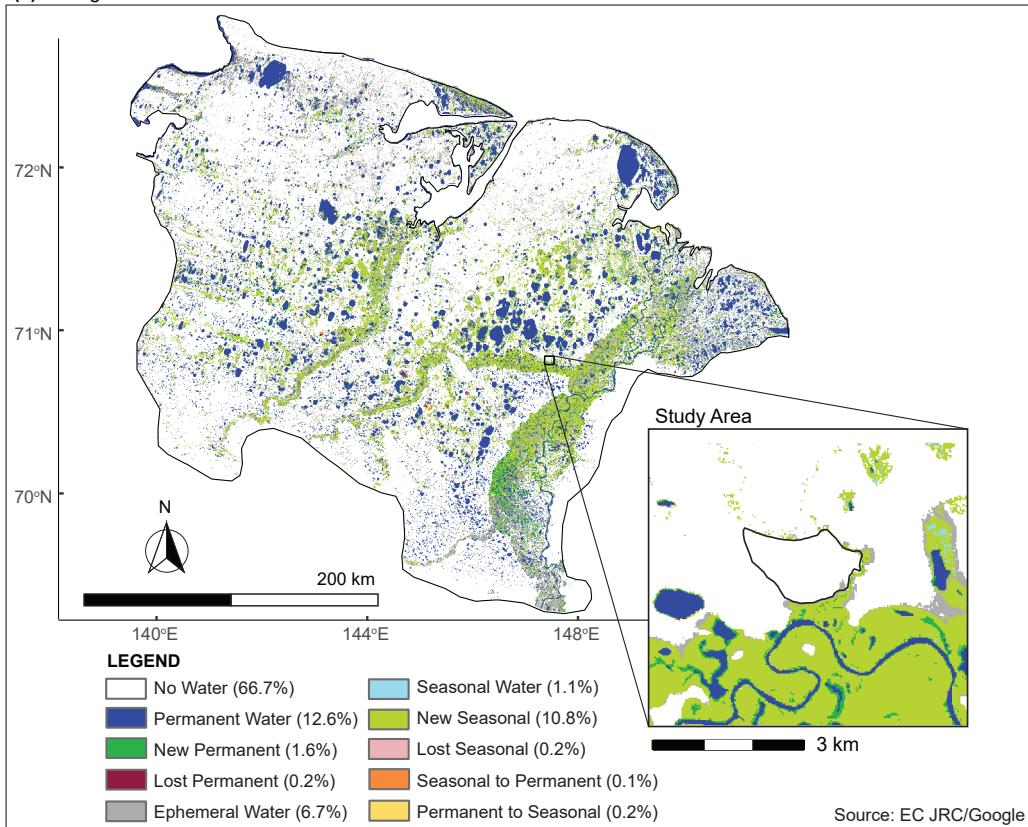 72°N
71°N
70°N
N
200 km
140°E
144°E
148°E
Study Area
3 km
LEGEND
No Water (66.7%)
Permanent Water (12.6%)
New Permanent (1.6%)
Lost Permanent (0.2%)
Ephemeral Water (6.7%)
Seasonal Water (1.1%)
New Seasonal (10.8%)
Lost Seasonal (0.2%)
Seasonal to Permanent (0.1%)
Permanent to Seasonal (0.2%)
Source: EC JRC/Google